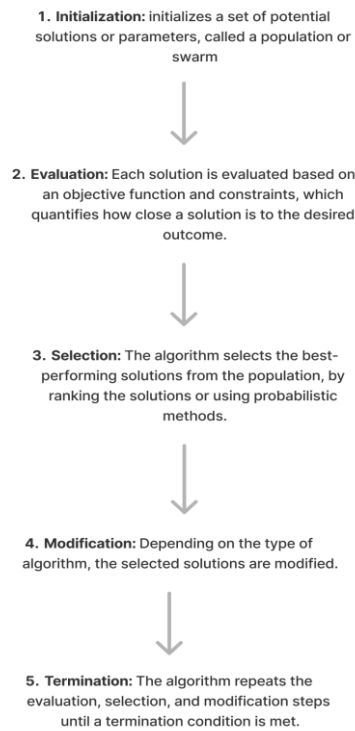 1. Initialization: initializes a set of potential
solutions or parameters, called a population or
swarm
2. Evaluation: Each solution is evaluated based on
an objective function and constraints, which
quantifies how close a solution is to the desired
outcome.
3. Selection: The algorithm selects the best-
performing solutions from the population, by
ranking the solutions or using probabilistic
methods.
4. Modification: Depending on the type of
algorithm, the selected solutions are modified.
5. Termination: The algorithm repeats the
evaluation, selection, and modification steps
until a termination condition is met.